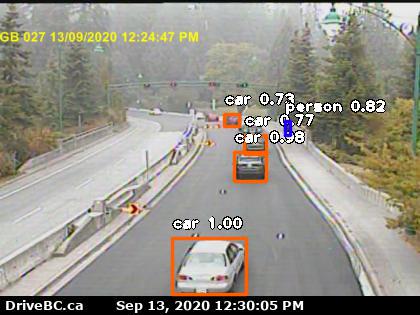 GB 027 13/09/2020 12:24:47 PM
car 0.73
person 0.82
car 0.77
car 0.98
car 1.00
DriveBC.ca Sep 13, 2020 12:30:05 PM